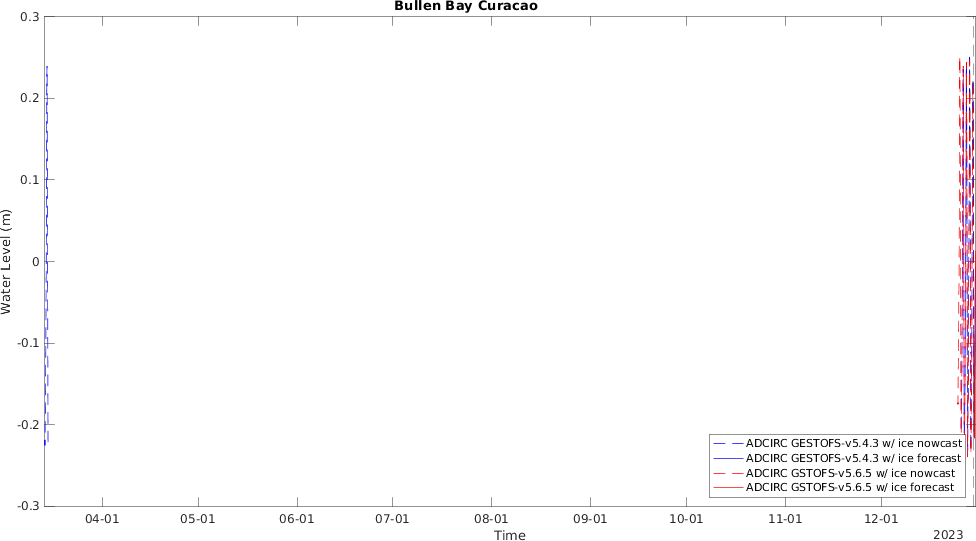 Bullen Bay Curacao
0.3
0.2
0.1
0
-0.1
-0.2
-0.3
Water Level (m)
ADCIRC GESTOFS-v5.4.3 w/ ice nowcast
ADCIRC GESTOFS-v5.4.3 w/ ice forecast
ADCIRC GSTOFS-v5.6.5 w/ ice nowcast
ADCIRC GSTOFS-v5.6.5 w/ ice forecast
04-01 05-01 06-01 07-01 08-01 09-01 10-01 11-01 12-01
Time
2023